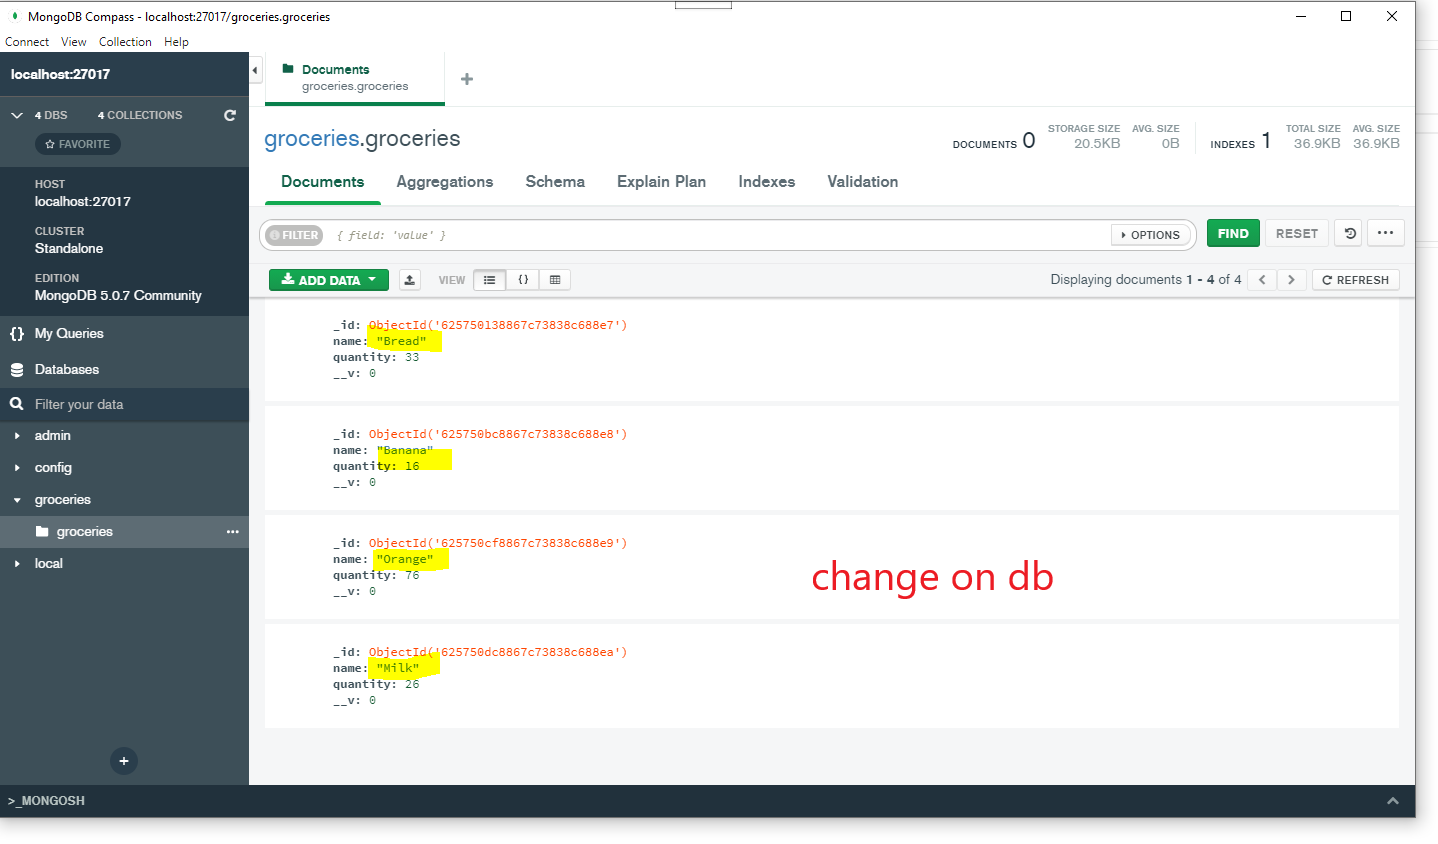 MongoDB Compass - localhost:27017/groceries.groceries
Connect View Collection Help
localhost:27017
4 DBS 4 COLLECTIONS
FAVORITE
HOST
localhost:27017
CLUSTER
Standalone
EDITION
MongoDB 5.0.7 Community
{} My Queries
Databases
Filter your data
admin
config
groceries
groceries
local
Documents
groceries.groceries
groceries.groceries
DOCUMENTS 0
STORAGE SIZE
20.5KB
AVG. SIZE
0B
INDEXES 1
TOTAL SIZE
36.9KB
AVG. SIZE
36.9KB
Documents Aggregations Schema Explain Plan Indexes Validation
FILTER { field: 'value' } OPTIONS FIND RESET
ADD DATA VIEW {} Displaying documents 1 - 4 of 4 REFRESH
_id: ObjectId('625750138867c73838c688e7')
name: "Bread"
quantity: 33
__v: 0
_id: ObjectId('625750bc8867c73838c688e8')
name: "Banana"
quantity: 16
__v: 0
_id: ObjectId('625750cf8867c73838c688e9')
name: "Orange"
quantity: 76
__v: 0
change on db
_id: ObjectId('625750dc8867c73838c688ea')
name: "Milk"
quantity: 26
__v: 0
>_MONGOSH